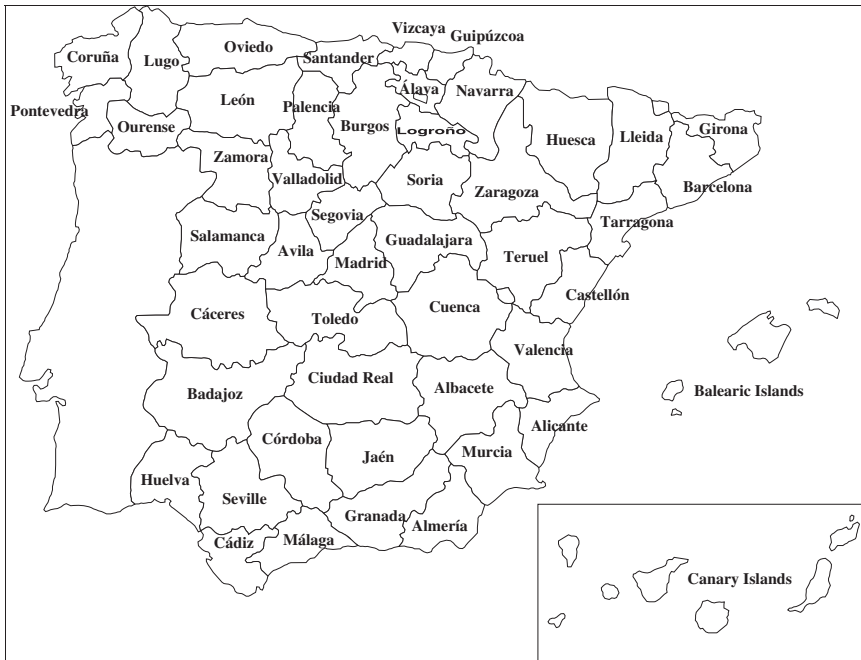 Vizcaya
Guipúzcoa
Coruña
Lugo
Oviedo
Santander
Álava
Navarra
León
Palencia
Pontevedra
Ourense
Burgos
Logroño
Huesca
Lleida
Girona
Zamora
Valladolid
Soria
Zaragoza
Barcelona
Segovia
Tarragona
Salamanca
Avila
Guadalajara
Madrid
Teruel
Castellón
Cáceres
Toledo
Cuenca
Valencia
Badajoz
Ciudad Real
Albacete
Balearic Islands
Alicante
Córdoba
Jaén
Murcia
Huelva
Seville
Granada
Almería
Cádiz
Málaga
Canary Islands